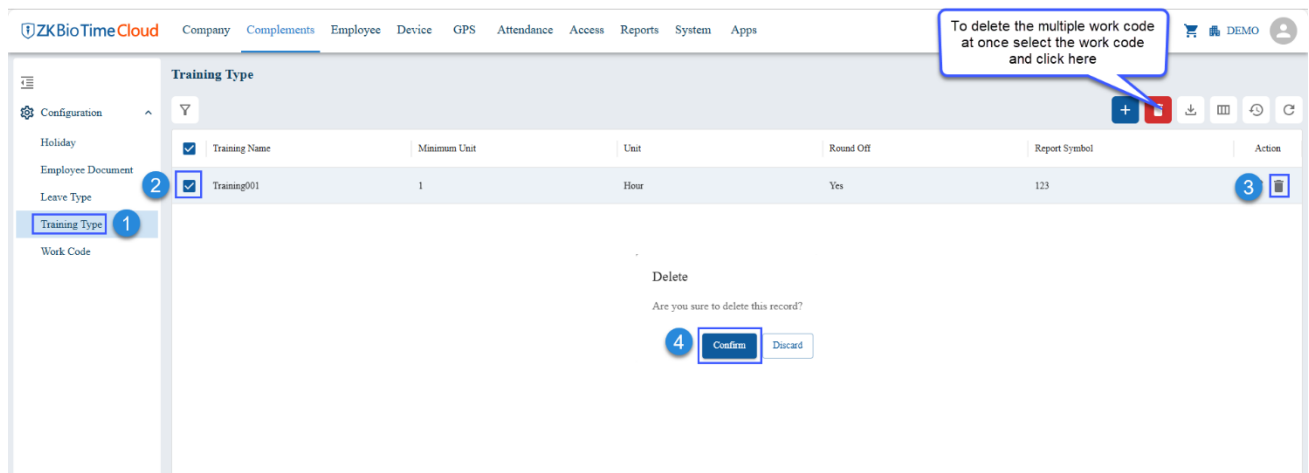 ZKBioTime Cloud Company Complements Employee Device GPS Attendance Access Reports System Apps DEMO
To delete the multiple work code
at once select the work code
and click here
Training Type
Configuration
Holiday
Employee Document
Leave Type
Training Type 1
Work Code
Training Name Minimum Unit Unit Round Off Report Symbol Action
2 Training001 1 Hour Yes 123 3
Delete
Are you sure to delete this record?
4 Confirm Discard